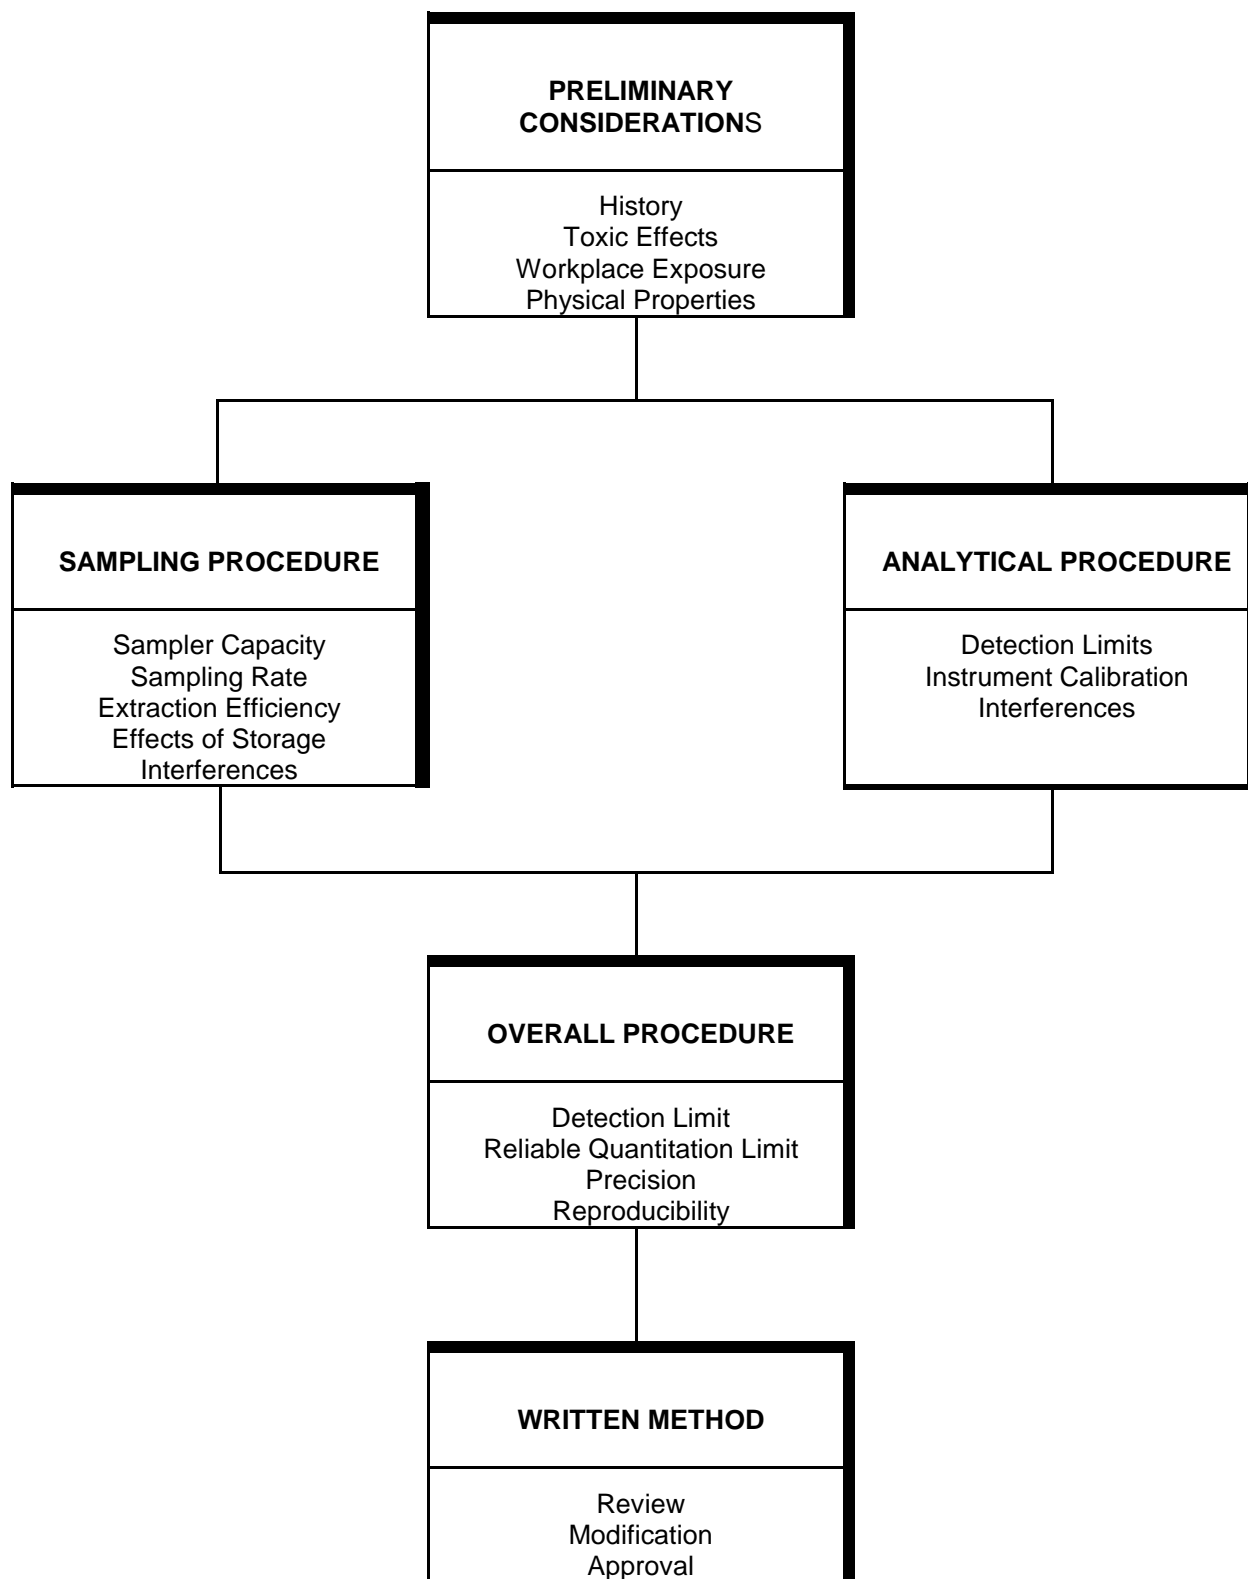 PRELIMINARY
CONSIDERATIONS
History
Toxic Effects
Workplace Exposure
Physical Properties
SAMPLING PROCEDURE
Sampler Capacity
Sampling Rate
Extraction Efficiency
Effects of Storage
Interferences
ANALYTICAL PROCEDURE
Detection Limits
Instrument Calibration
Interferences
OVERALL PROCEDURE
Detection Limit
Reliable Quantitation Limit
Precision
Reproducibility
WRITTEN METHOD
Review
Modification
Approval